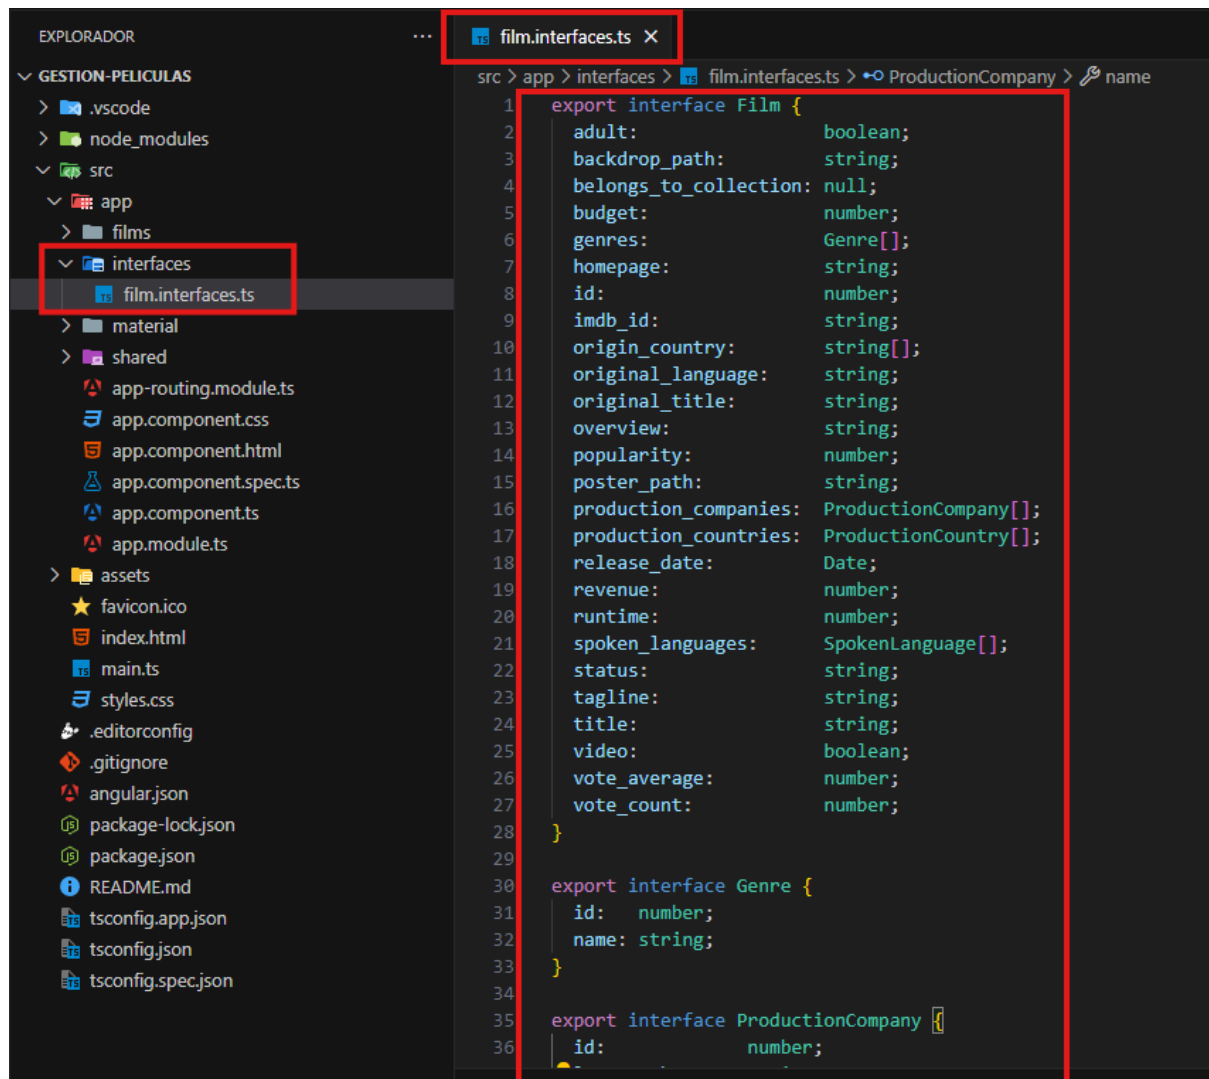 EXPLORADOR ...
GESTION-PELICULAS
.vscode
node_modules
src
app
films
interfaces
film.interfaces.ts
material
shared
app-routing.module.ts
app.component.css
app.component.html
app.component.spec.ts
app.component.ts
app.module.ts
assets
favicon.ico
index.html
main.ts
styles.css
.editorconfig
.gitignore
angular.json
package-lock.json
package.json
README.md
tsconfig.app.json
tsconfig.json
tsconfig.spec.json
film.interfaces.ts
src > app > interfaces > film.interfaces.ts > ProductionCompany > name
1 export interface Film {
2 adult: boolean;
3 backdrop_path: string;
4 belongs_to_collection: null;
5 budget: number;
6 genres: Genre[];
7 homepage: string;
8 id: number;
9 imdb_id: string;
10 origin_country: string[];
11 original_language: string;
12 original_title: string;
13 overview: string;
14 popularity: number;
15 poster_path: string;
16 production_companies: ProductionCompany[];
17 production_countries: ProductionCountry[];
18 release_date: Date;
19 revenue: number;
20 runtime: number;
21 spoken_languages: SpokenLanguage[];
22 status: string;
23 tagline: string;
24 title: string;
25 video: boolean;
26 vote_average: number;
27 vote_count: number;
28 }
29
30 export interface Genre {
31 id: number;
32 name: string;
33 }
34
35 export interface ProductionCompany {
36 id: number;